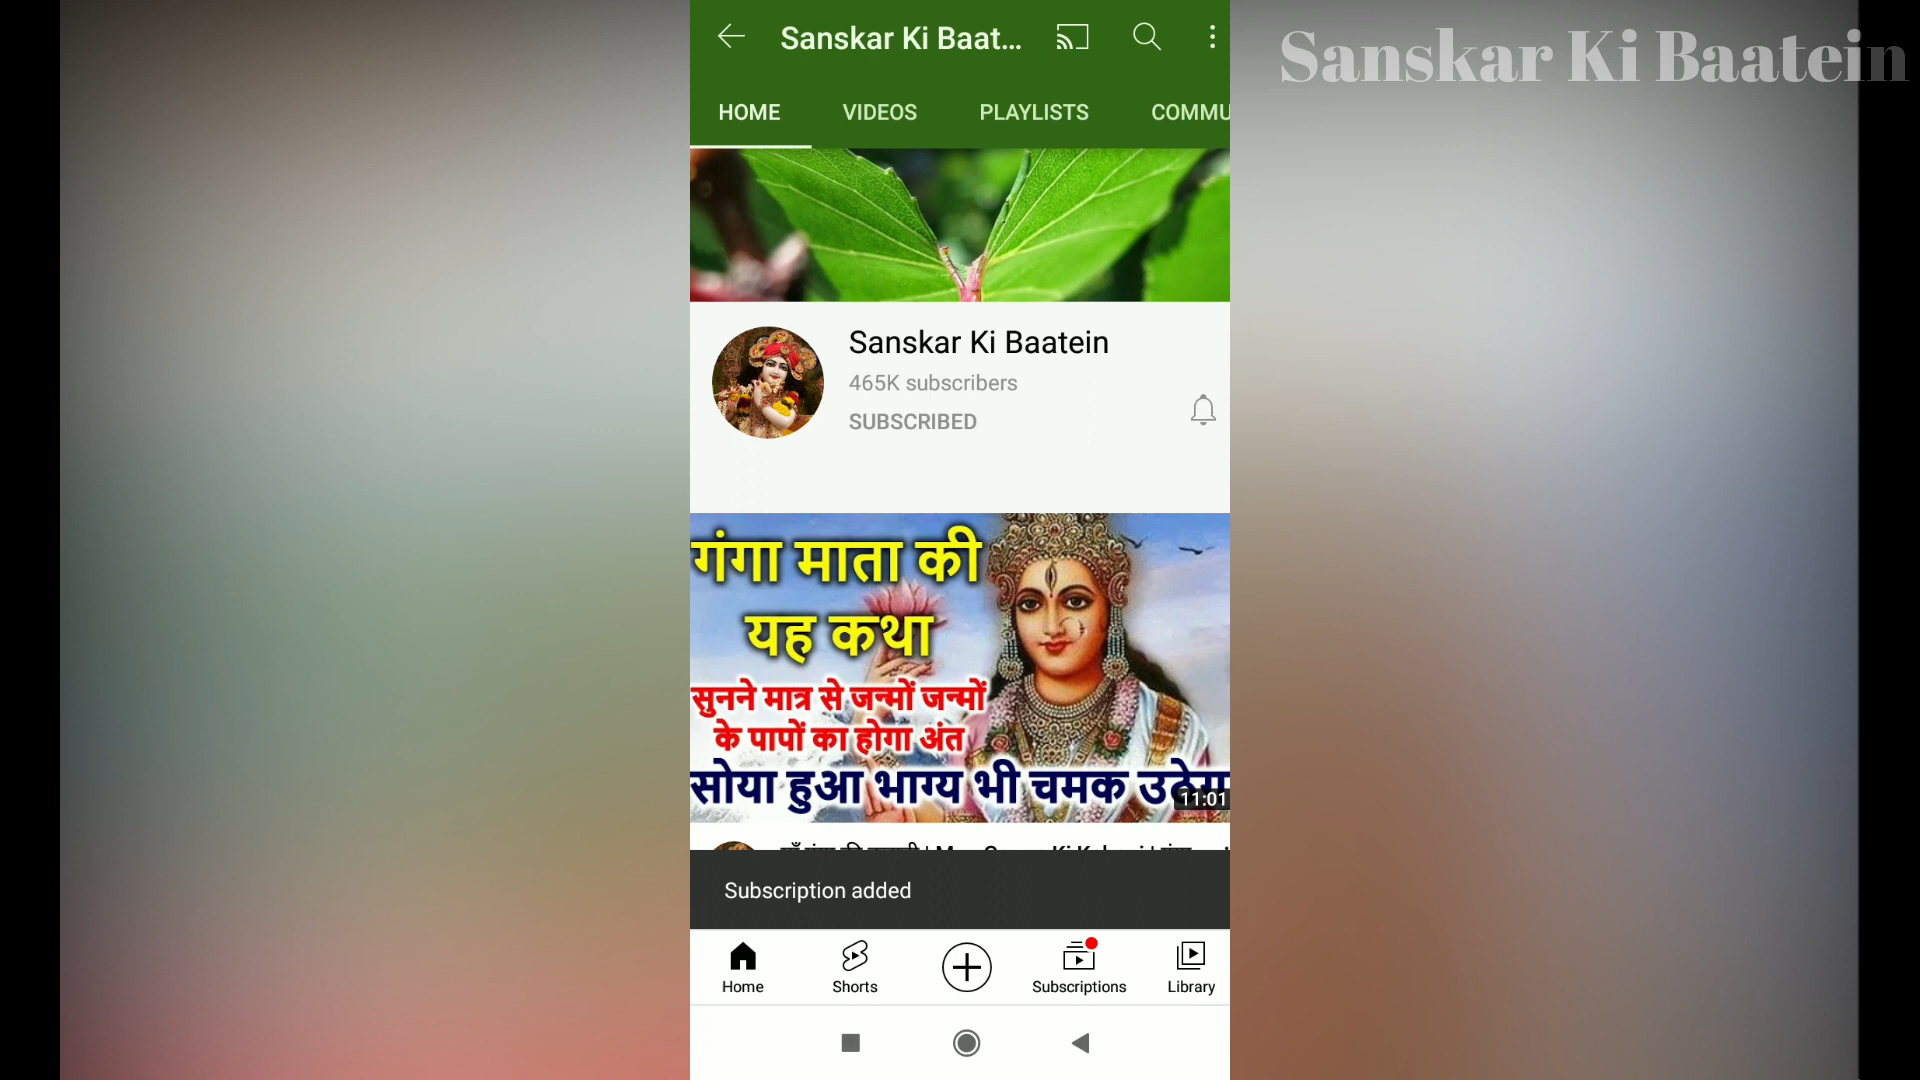 Sanskar Ki Baat...
Sanskar Ki Baatein
HOME VIDEOS PLAYLISTS COMMU
Sanskar Ki Baatein
465K subscribers
SUBSCRIBED
गंगा माता की
यह कथा
सुनने मात्र से जन्मों जन्मों
के पापों का होगा अंत
सोया हुआ भाग्य भी चमक
11:01
Subscription added
Home Shorts Subscriptions Library